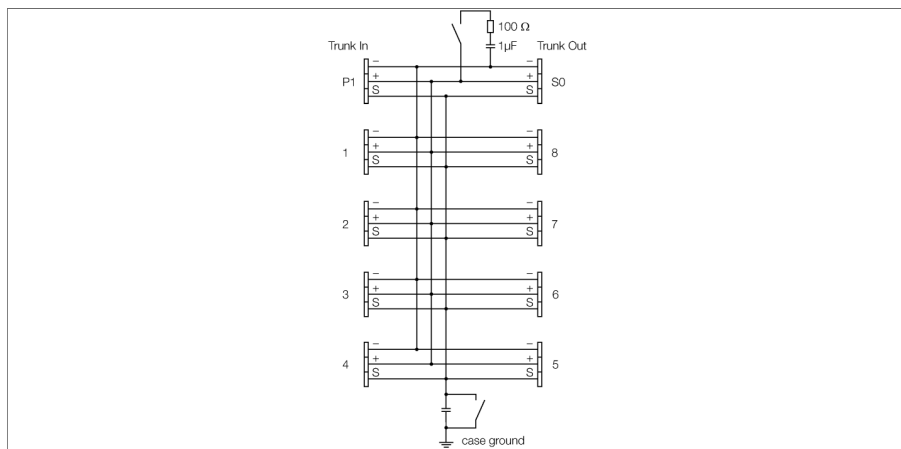 100 Ω
Trunk In 1µF Trunk Out
– –
P1 + + S0
S S
– –
1 + + 8
S S
– –
2 + + 7
S S
– –
3 + + 6
S S
– –
4 + + 5
S S
case ground